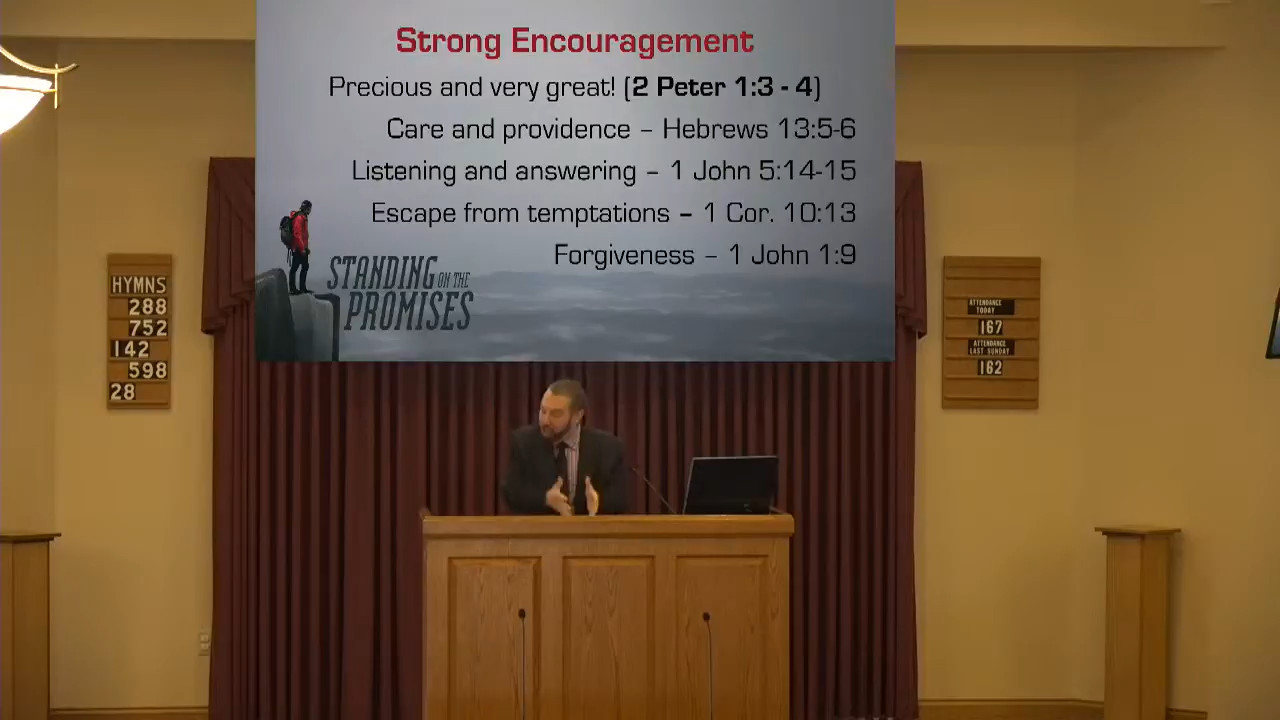 Strong Encouragement
Precious and very great! (2 Peter 1:3 - 4)
Care and providence – Hebrews 13:5-6
Listening and answering – 1 John 5:14-15
Escape from temptations – 1 Cor. 10:13
Forgiveness – 1 John 1:9
STANDING ON THE
PROMISES
HYMNS
288
752
142
598
28
ATTENDANCE
TODAY
167
ATTENDANCE
LAST SUNDAY
162